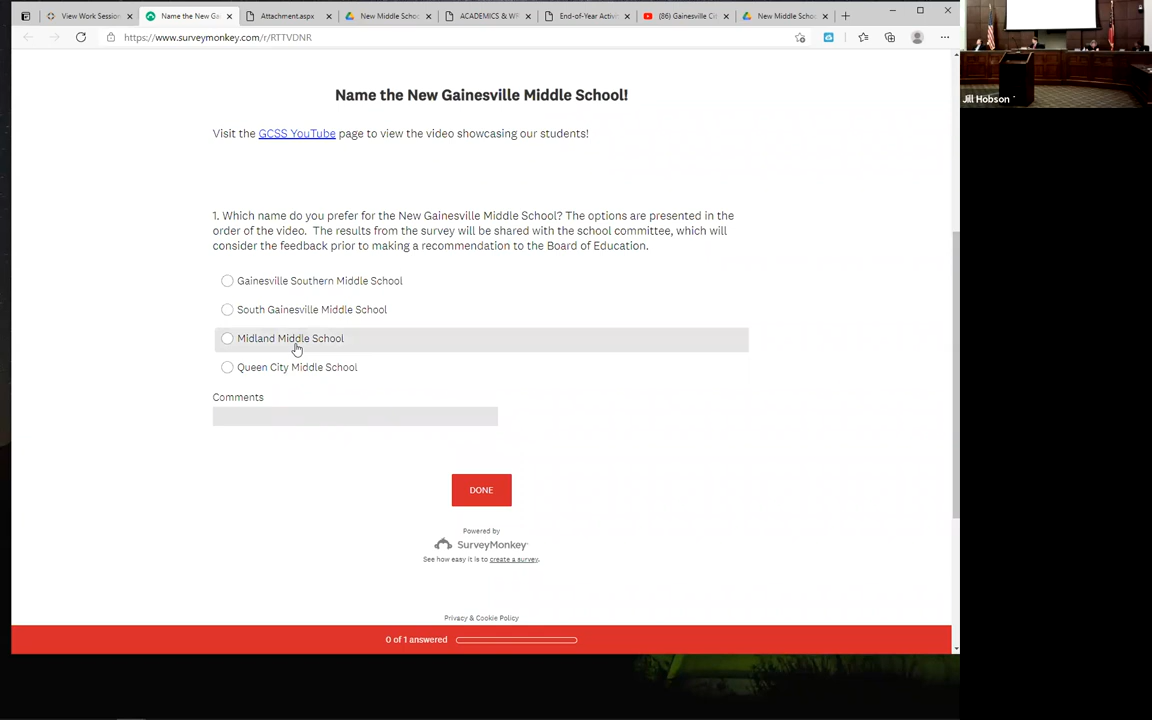 View Work Session
Name the New Ga
Attachment.aspx
New Middle Schoo
ACADEMICS & W
End-of-Year Activi
(86) Gainesville Ci
New Middle Schoo
https://www.surveymonkey.com/r/RTTVDNR
Jill Hobson
Name the New Gainesville Middle School!
Visit the GCSS YouTube page to view the video showcasing our students!
1. Which name do you prefer for the New Gainesville Middle School? The options are presented in the
order of the video. The results from the survey will be shared with the school committee, which will
consider the feedback prior to making a recommendation to the Board of Education.
Gainesville Southern Middle School
South Gainesville Middle School
Midland Middle School
Queen City Middle School
Comments
DONE
Powered by
SurveyMonkey
See how easy it is to create a survey.
Privacy & Cookie Policy
0 of 1 answered